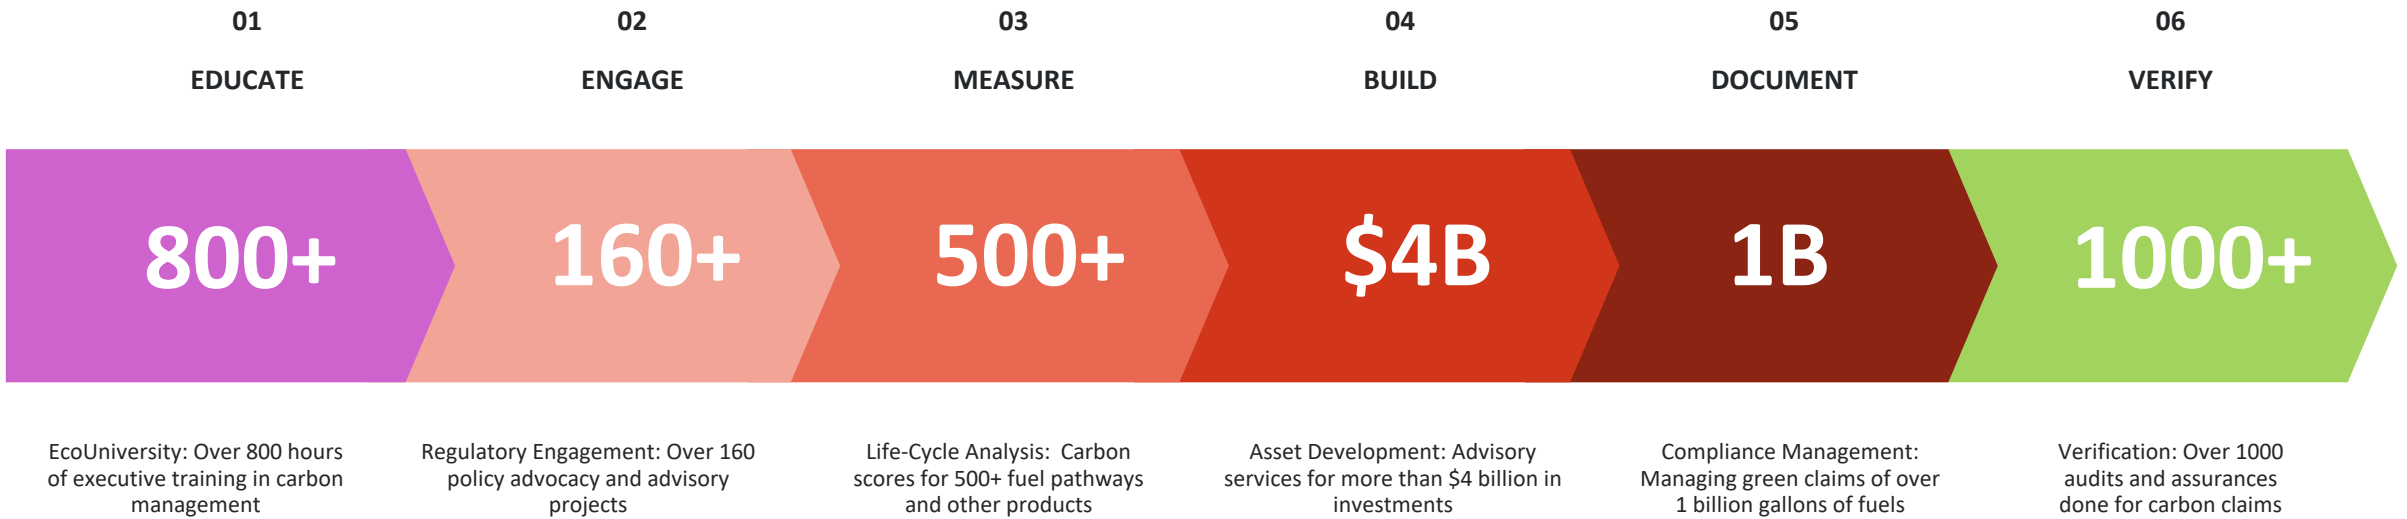 01
EDUCATE
800+
EcoUniversity: Over 800 hours
of executive training in carbon
management
02
ENGAGE
160+
Regulatory Engagement: Over 160
policy advocacy and advisory
projects
03
MEASURE
500+
Life-Cycle Analysis:  Carbon
scores for 500+ fuel pathways
and other products
04
BUILD
$4B
Asset Development: Advisory
services for more than $4 billion in
investments
05
DOCUMENT
1B
Compliance Management:
Managing green claims of over
1 billion gallons of fuels
06
VERIFY
1000+
Verification: Over 1000
audits and assurances
done for carbon claims